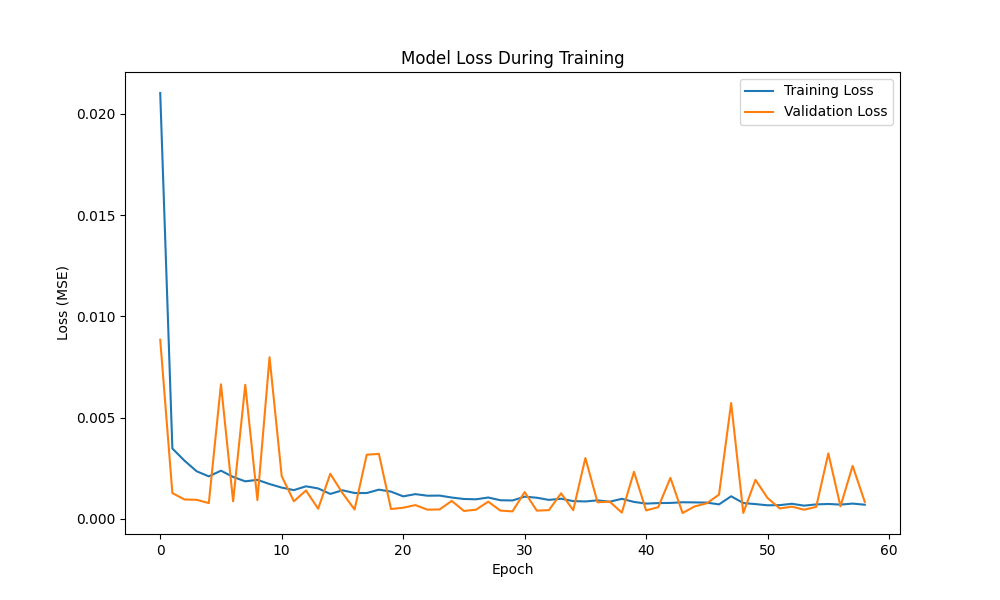 Model Loss During Training
Training Loss
Validation Loss
0.020
0.015
0.010
0.005
0.000
Loss (MSE)
0 10 20 30 40 50 60
Epoch